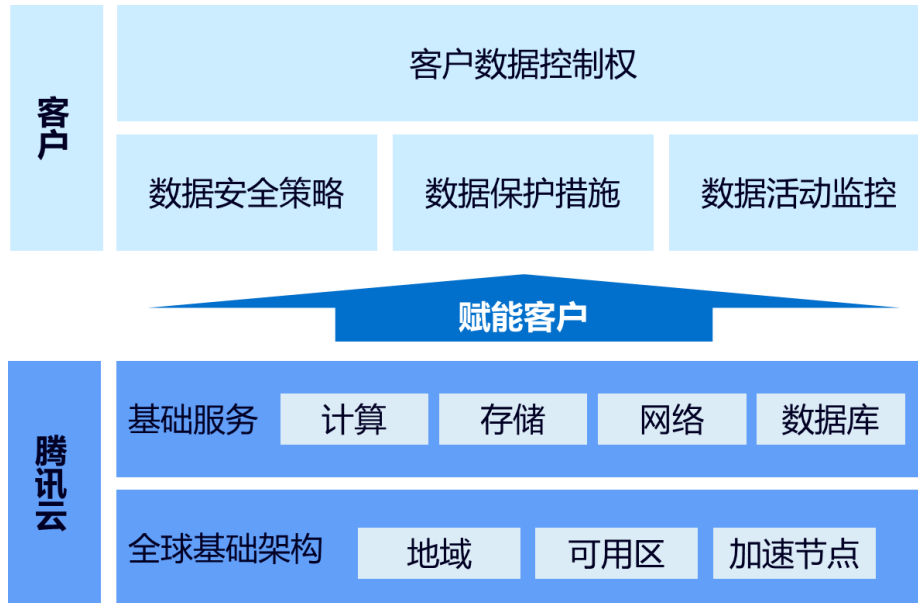 客户
客户数据控制权
数据安全策略
数据保护措施
数据活动监控
赋能客户
腾讯云
基础服务
计算
存储
网络
数据库
全球基础架构
地域
可用区
加速节点